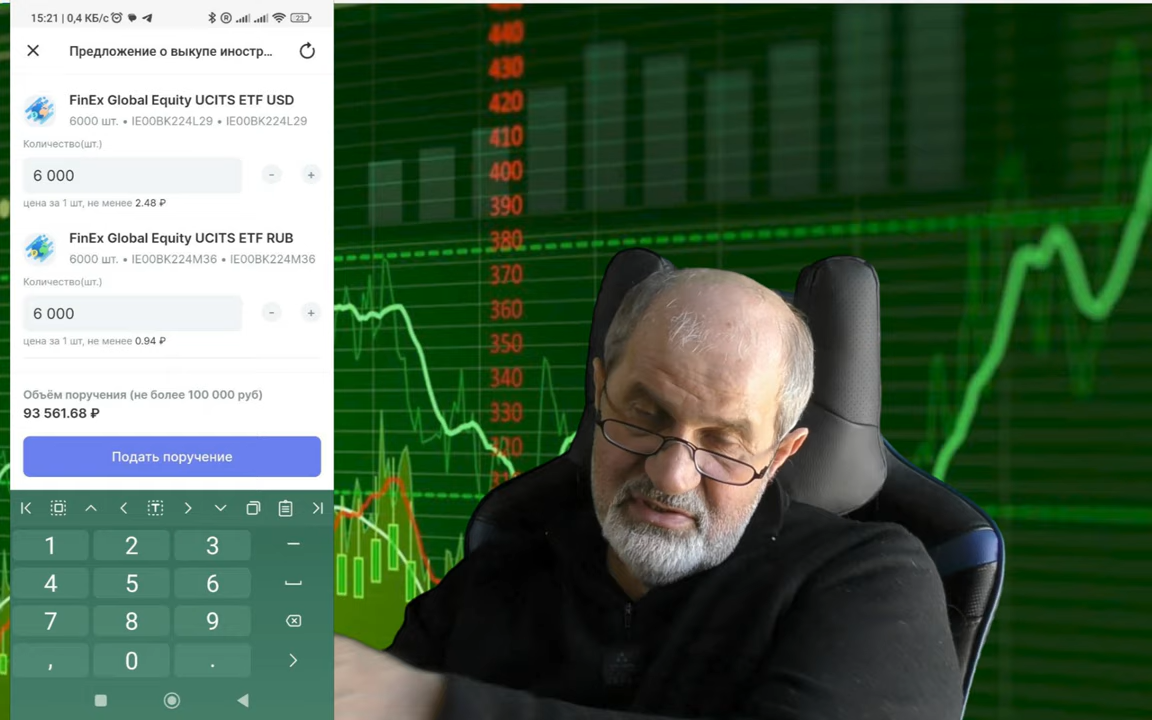 15:21 | 0,4 КБ/с
23
Предложение о выкупе иностр...
FinEx Global Equity UCITS ETF USD
6000 шт. • IE00BK224L29 • IE00BK224L29
Количество(шт.)
6 000
- +
цена за 1 шт, не менее 2.48 ₽
FinEx Global Equity UCITS ETF RUB
6000 шт. • IE00BK224M36 • IE00BK224M36
Количество(шт.)
6 000
- +
цена за 1 шт, не менее 0.94 ₽
Объём поручения (не более 100 000 руб)
93 561.68 ₽
Подать поручение
1 2 3
4 5 6
7 8 9
, 0 .
440
430
420
410
400
390
380
370
360
350
340
330
320